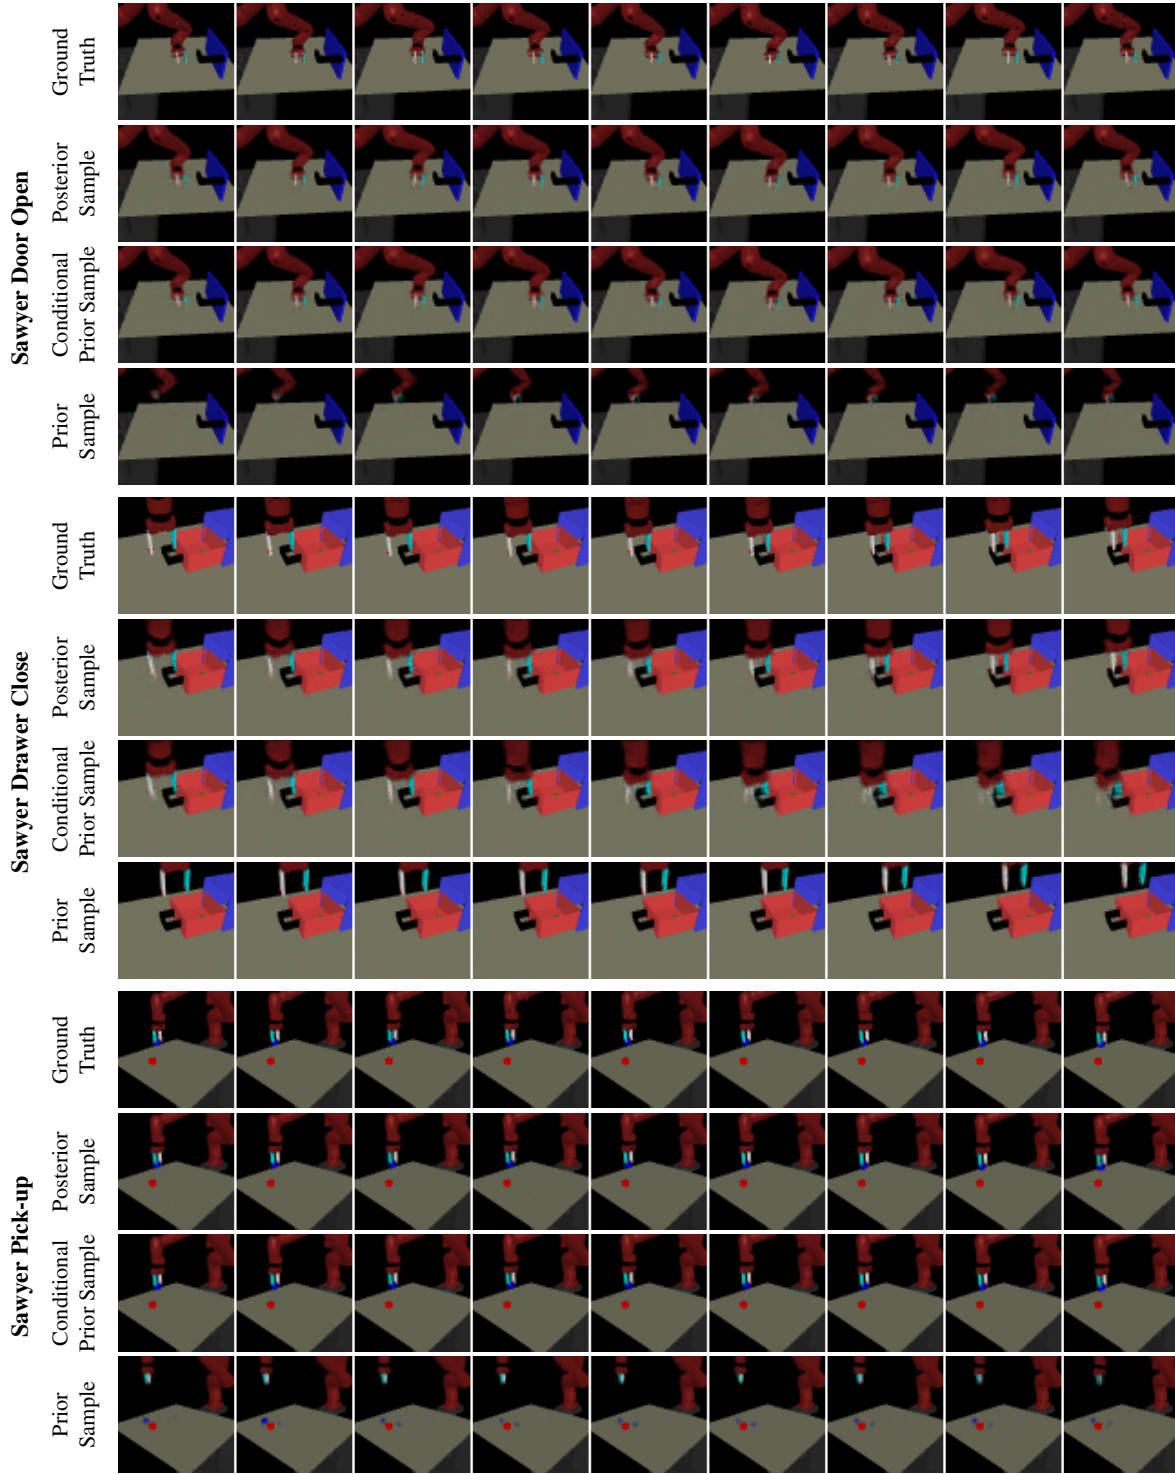 Sawyer Door Open
Ground
Truth
Posterior
Sample
Conditional
Prior Sample
Prior
Sample
Sawyer Drawer Close
Ground
Truth
Posterior
Sample
Conditional
Prior Sample
Prior
Sample
Sawyer Pick-up
Ground
Truth
Posterior
Sample
Conditional
Prior Sample
Prior
Sample